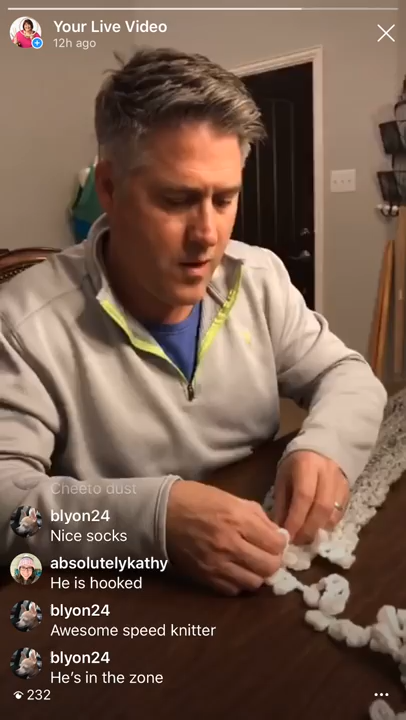 Your Live Video
12h ago
Cheeto dust
blyon24
Nice socks
absolutelykathy
He is hooked
blyon24
Awesome speed knitter
blyon24
He's in the zone
232